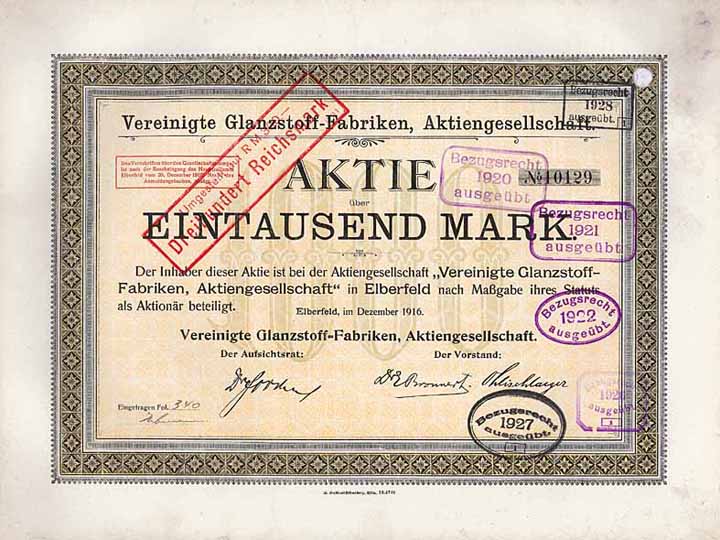 Vereinigte Glanzstoff-Fabriken, Aktiengesellschaft.
Bezugsrecht
1928
ausgeübt.
Umgestellt auf RM 300.—
Dreihundert Reichsmark
AKTIE
Bezugsrecht
1920
ausgeübt
No 10129
über
EINTAUSEND MARK.
Bezugsrecht
1921
ausgeübt
Der Inhaber dieser Aktie ist bei der Aktiengesellschaft „Vereinigte Glanzstoff-
Fabriken, Aktiengesellschaft" in Elberfeld nach Maßgabe ihres Statuts
als Aktionär beteiligt.
Elberfeld, im Dezember 1916.
Bezugsrecht
1922
ausgeübt.
Vereinigte Glanzstoff-Fabriken, Aktiengesellschaft.
Der Aufsichtsrat:
Der Vorstand:
Eingetragen Fol. 340
Bezugsrecht
1927
ausgeübt
1
ausgeübt